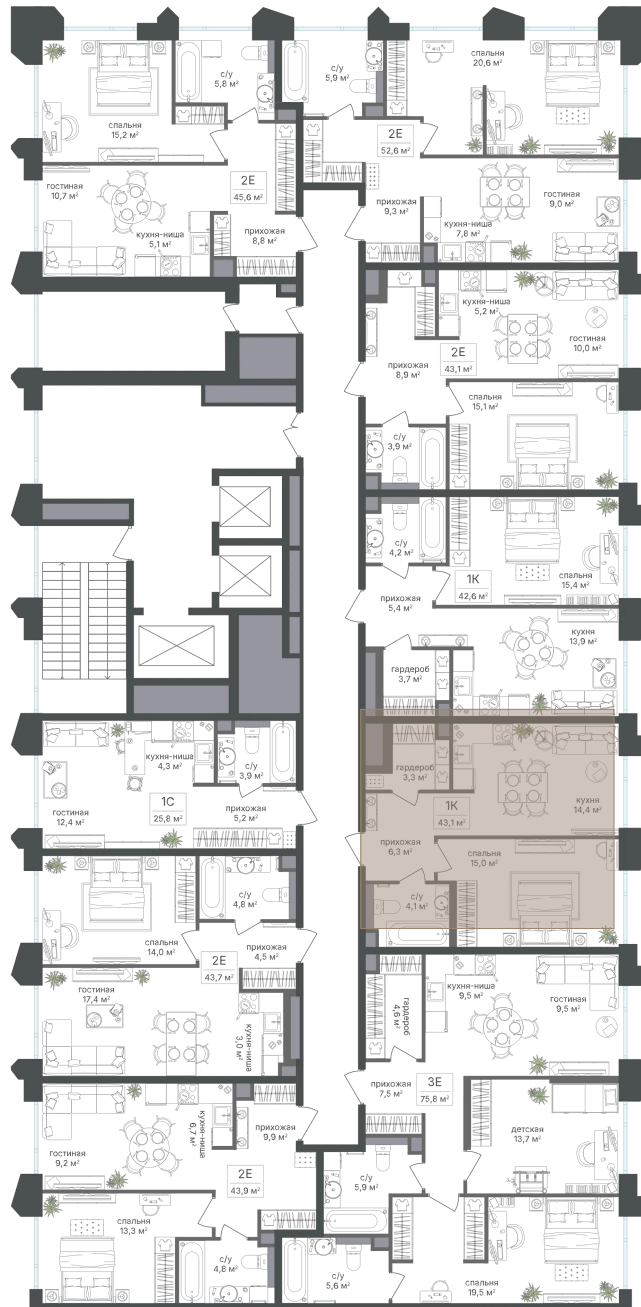 спальня
15,2 м²
с/у
5,8 м²
гостиная
10,7 м²
кухня-ниша
5,1 м²
2Е
45,6 м²
прихожая
8,8 м²
с/у
5,9 м²
спальня
20,6 м²
2Е
52,6 м²
прихожая
9,3 м²
гостиная
9,0 м²
кухня-ниша
7,8 м²
кухня-ниша
5,2 м²
гостиная
10,0 м²
2Е
43,1 м²
прихожая
8,9 м²
спальня
15,1 м²
с/у
3,9 м²
с/у
4,2 м²
1К
42,6 м²
спальня
15,4 м²
прихожая
5,4 м²
кухня
13,9 м²
гардероб
3,7 м²
кухня-ниша
4,3 м²
с/у
3,9 м²
1С
25,8 м²
гостиная
12,4 м²
прихожая
5,2 м²
гардероб
3,3 м²
1К
43,1 м²
кухня
14,4 м²
прихожая
6,3 м²
спальня
15,0 м²
с/у
4,1 м²
с/у
4,8 м²
спальня
14,0 м²
прихожая
4,5 м²
2Е
43,7 м²
гостиная
17,4 м²
кухня-ниша
3,0 м²
гардероб
4,6 м²
кухня-ниша
9,5 м²
гостиная
9,5 м²
прихожая
7,5 м²
3Е
75,8 м²
детская
13,7 м²
с/у
5,9 м²
гостиная
9,2 м²
кухня-ниша
6,7 м²
прихожая
9,9 м²
2Е
43,9 м²
спальня
13,3 м²
с/у
4,8 м²
с/у
5,6 м²
спальня
19,5 м²